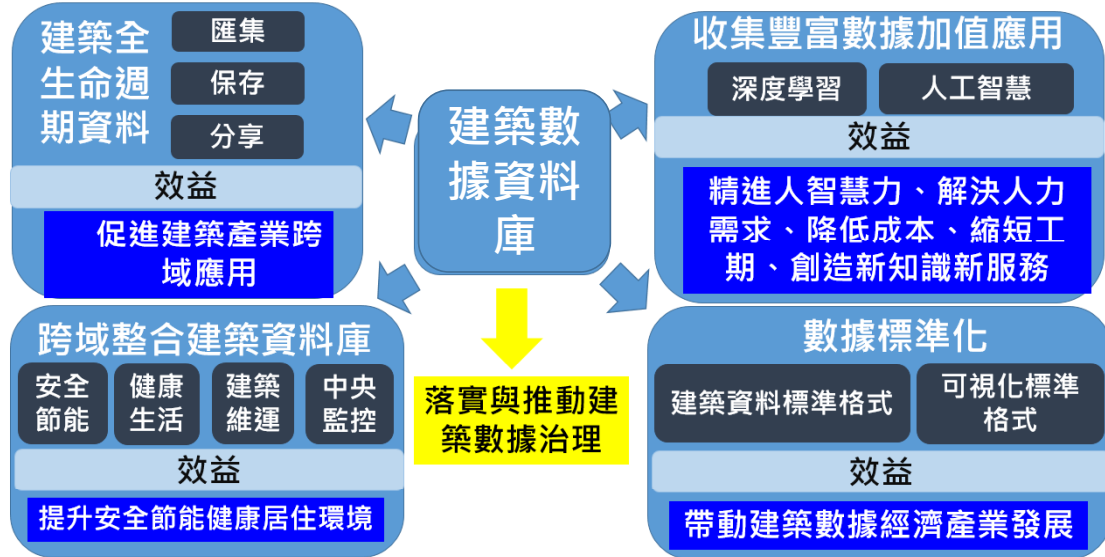 建築全
生命週
期資料
匯集
保存
分享
效益
促進建築產業跨
域應用
建築數
據資料
庫
收集豐富數據加值應用
深度學習
人工智慧
效益
精進人智慧力、解決人力
需求、降低成本、縮短工
期、創造新知識新服務
跨域整合建築資料庫
安全
節能
健康
生活
建築
維運
中央
監控
效益
提升安全節能健康居住環境
落實與推動建
築數據治理
數據標準化
建築資料標準格式
可視化標準
格式
效益
帶動建築數據經濟產業發展